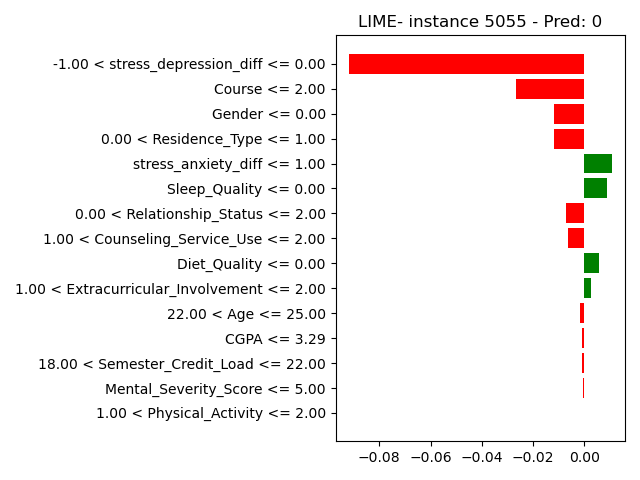 LIME- instance 5055 - Pred: 0
-1.00 < stress_depression_diff <= 0.00
Course <= 2.00
Gender <= 0.00
0.00 < Residence_Type <= 1.00
stress_anxiety_diff <= 1.00
Sleep_Quality <= 0.00
0.00 < Relationship_Status <= 2.00
1.00 < Counseling_Service_Use <= 2.00
Diet_Quality <= 0.00
1.00 < Extracurricular_Involvement <= 2.00
22.00 < Age <= 25.00
CGPA <= 3.29
18.00 < Semester_Credit_Load <= 22.00
Mental_Severity_Score <= 5.00
1.00 < Physical_Activity <= 2.00
−0.08 −0.06 −0.04 −0.02 0.00